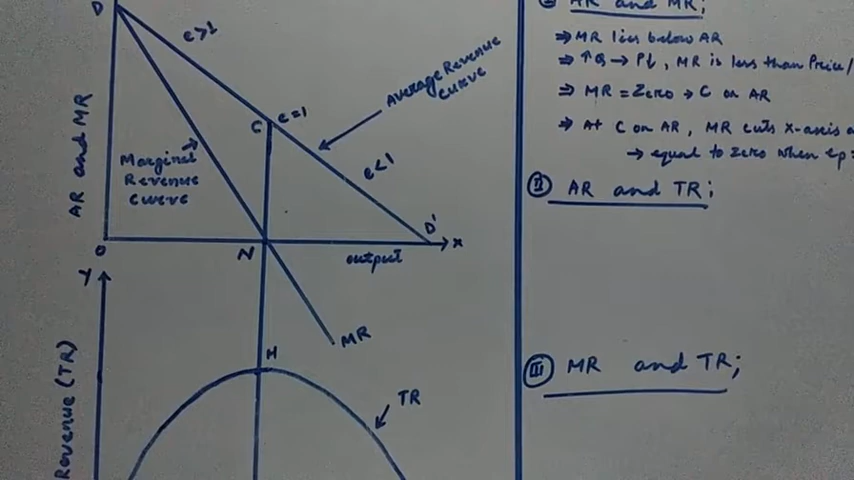 D
e>1
Average Revenue
Curve
C
e=1
AR and MR
Marginal
Revenue
curve
e<1
D'
O
N
output
x
Y
MR
H
Revenue (TR)
TR
AR and MR;
⇒ MR lies below AR
⇒ ↑Q → P↓, MR is less than Price/
⇒ MR = Zero → C on AR
⇒ At C on AR, MR cuts X-axis
→ equal to zero when ep =
II AR and TR;
III MR and TR;